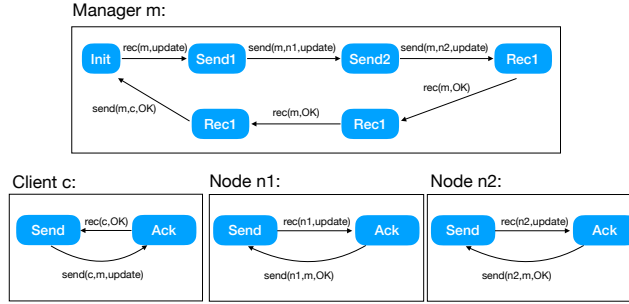 Manager m:
rec(m,update)
send(m,n1,update)
send(m,n2,update)
Init
Send1
Send2
Rec1
rec(m,OK)
send(m,c,OK)
rec(m,OK)
Rec1
Rec1
Client c:
Node n1:
Node n2:
rec(c,OK)
Send
Ack
send(c,m,update)
rec(n1,update)
Send
Ack
send(n1,m,OK)
rec(n2,update)
Send
Ack
send(n2,m,OK)